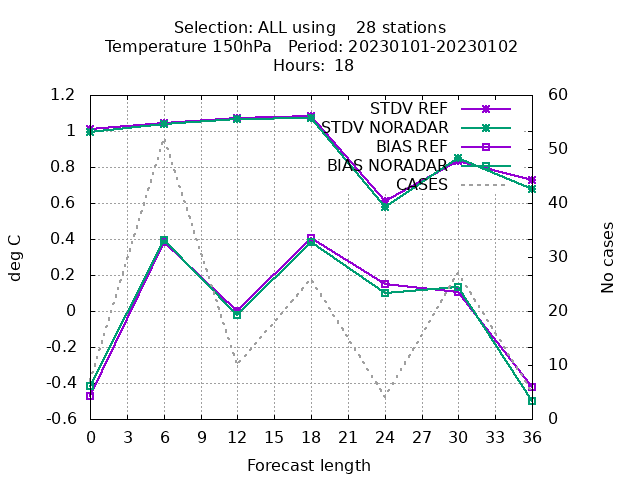 Selection: ALL using    28 stations
Temperature 150hPa   Period: 20230101-20230102
Hours: 18
STDV REF
STDV NORADAR
BIAS REF
BIAS NORADAR
CASES
1.2
1
0.8
0.6
0.4
0.2
0
-0.2
-0.4
-0.6
deg C
60
50
40
30
20
10
0
No cases
0 3 6 9 12 15 18 21 24 27 30 33 36
Forecast length